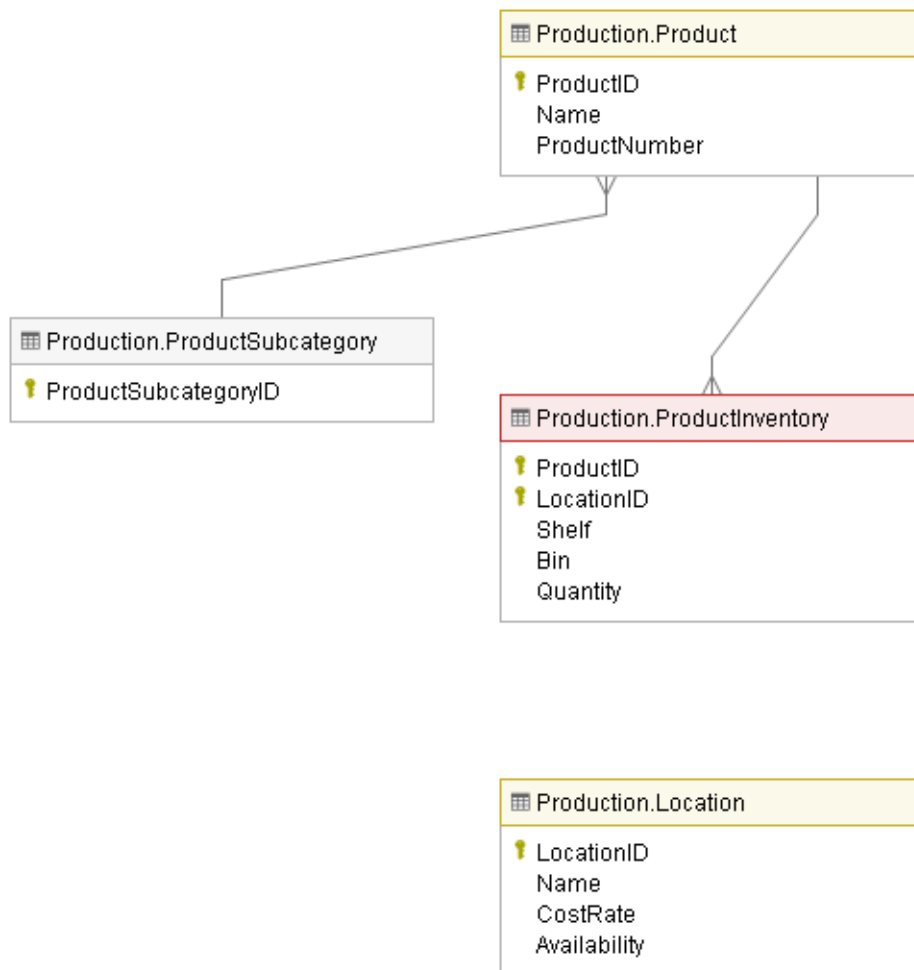 Production.Product
ProductID
Name
ProductNumber
Production.ProductSubcategory
ProductSubcategoryID
Production.ProductInventory
ProductID
LocationID
Shelf
Bin
Quantity
Production.Location
LocationID
Name
CostRate
Availability